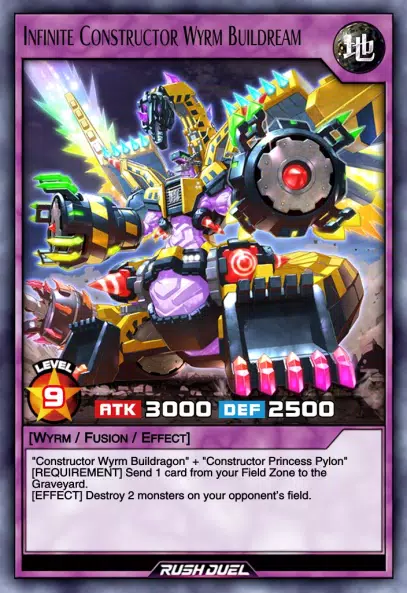 Infinite Constructor Wyrm Buildream
地
LEVEL
9
ATK 3000 DEF 2500
[Wyrm / Fusion / Effect]
"Constructor Wyrm Buildragon" + "Constructor Princess Pylon"
[REQUIREMENT] Send 1 card from your Field Zone to the
Graveyard.
[EFFECT] Destroy 2 monsters on your opponent's field.
RUSH DUEL